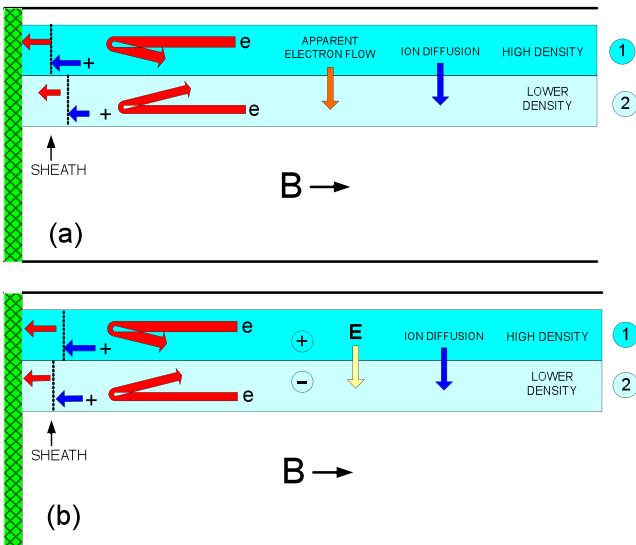 e
APPARENT
ELECTRON FLOW
ION DIFFUSION
HIGH DENSITY
1
+
e
+
LOWER
DENSITY
2
SHEATH
B
(a)
e
+
+
E
ION DIFFUSION
HIGH DENSITY
1
+
e
−
LOWER
DENSITY
2
SHEATH
B
(b)